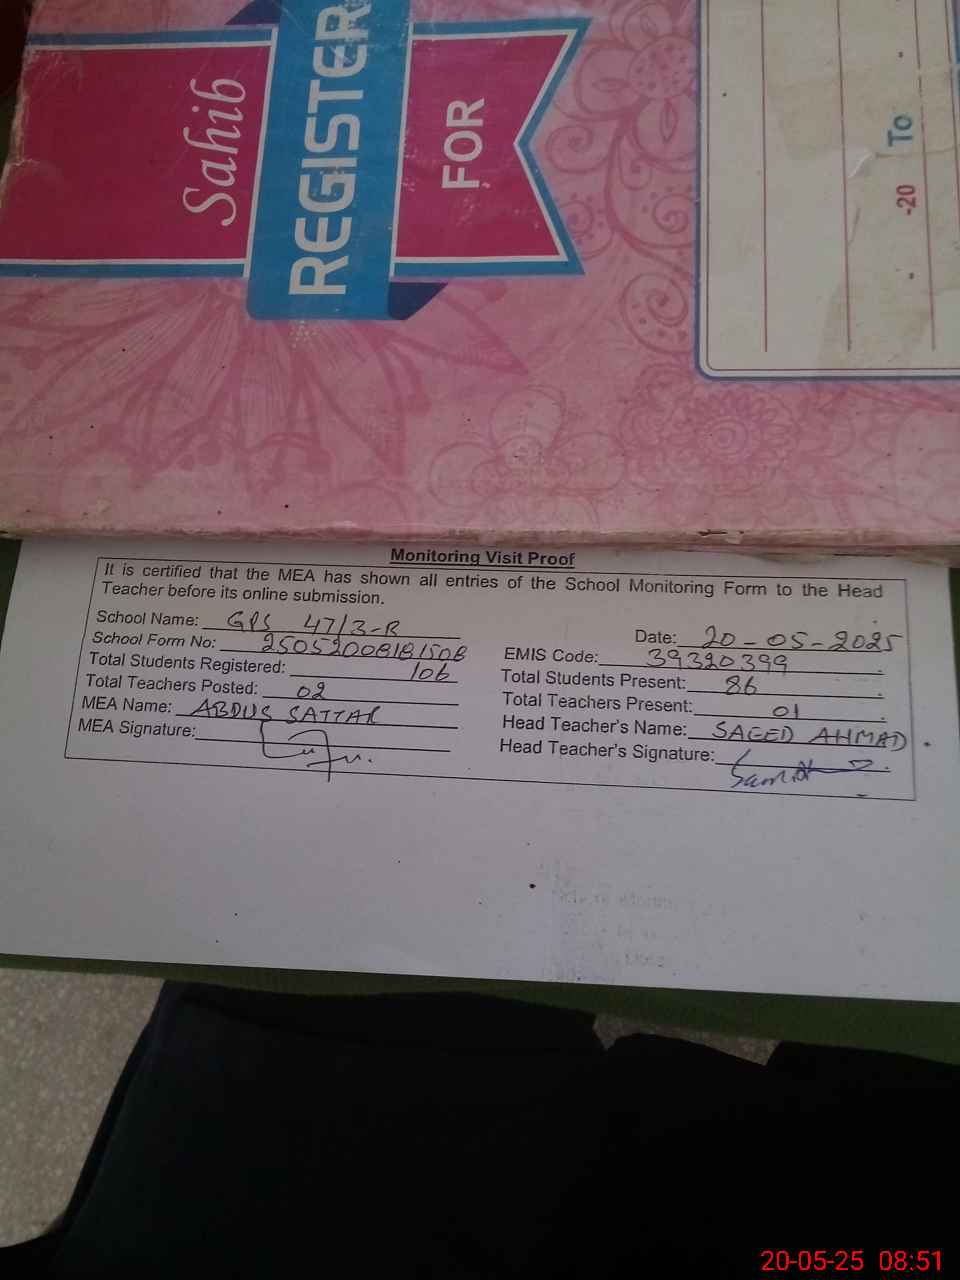 Sahib
REGISTER
FOR
-20 To
Monitoring Visit Proof
It is certified that the MEA has shown all entries of the School Monitoring Form to the Head
Teacher before its online submission.
School Name: GPS 47/3-R
Date: 20-05-2025
School Form No: 2505200818150B
EMIS Code: 39320399
Total Students Registered: 106
Total Students Present: 86
Total Teachers Posted: 02
Total Teachers Present: 01
MEA Name: ABDUS SATTAR
Head Teacher's Name: SAEED AHMAD
MEA Signature:
Head Teacher's Signature:
20-05-25 08:51